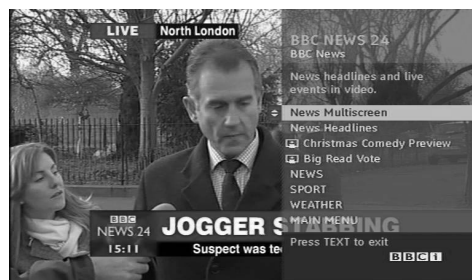 LIVE North London
BBC NEWS 24
BBC News
News headlines and live
events in video.
News Multiscreen
News Headlines
Christmas Comedy Preview
Big Read Vote
NEWS
SPORT
WEATHER
MAIN MENU
Press TEXT to exit
BBC 1
BBC
NEWS 24
15:11
JOGGER STABBING
Suspect was